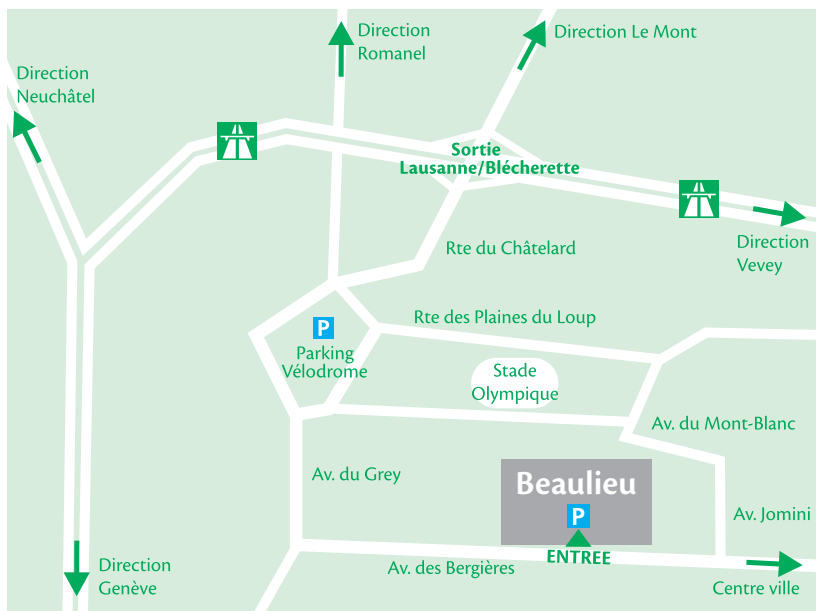 Direction
Romanel
Direction Le Mont
Direction
Neuchâtel
Sortie
Lausanne/Blécherette
Direction
Vevey
Rte du Châtelard
Rte des Plaines du Loup
P
Parking
Vélodrome
Stade
Olympique
Av. du Mont-Blanc
Av. du Grey
Beaulieu
P
ENTREE
Av. Jomini
Direction
Genève
Av. des Bergières
Centre ville